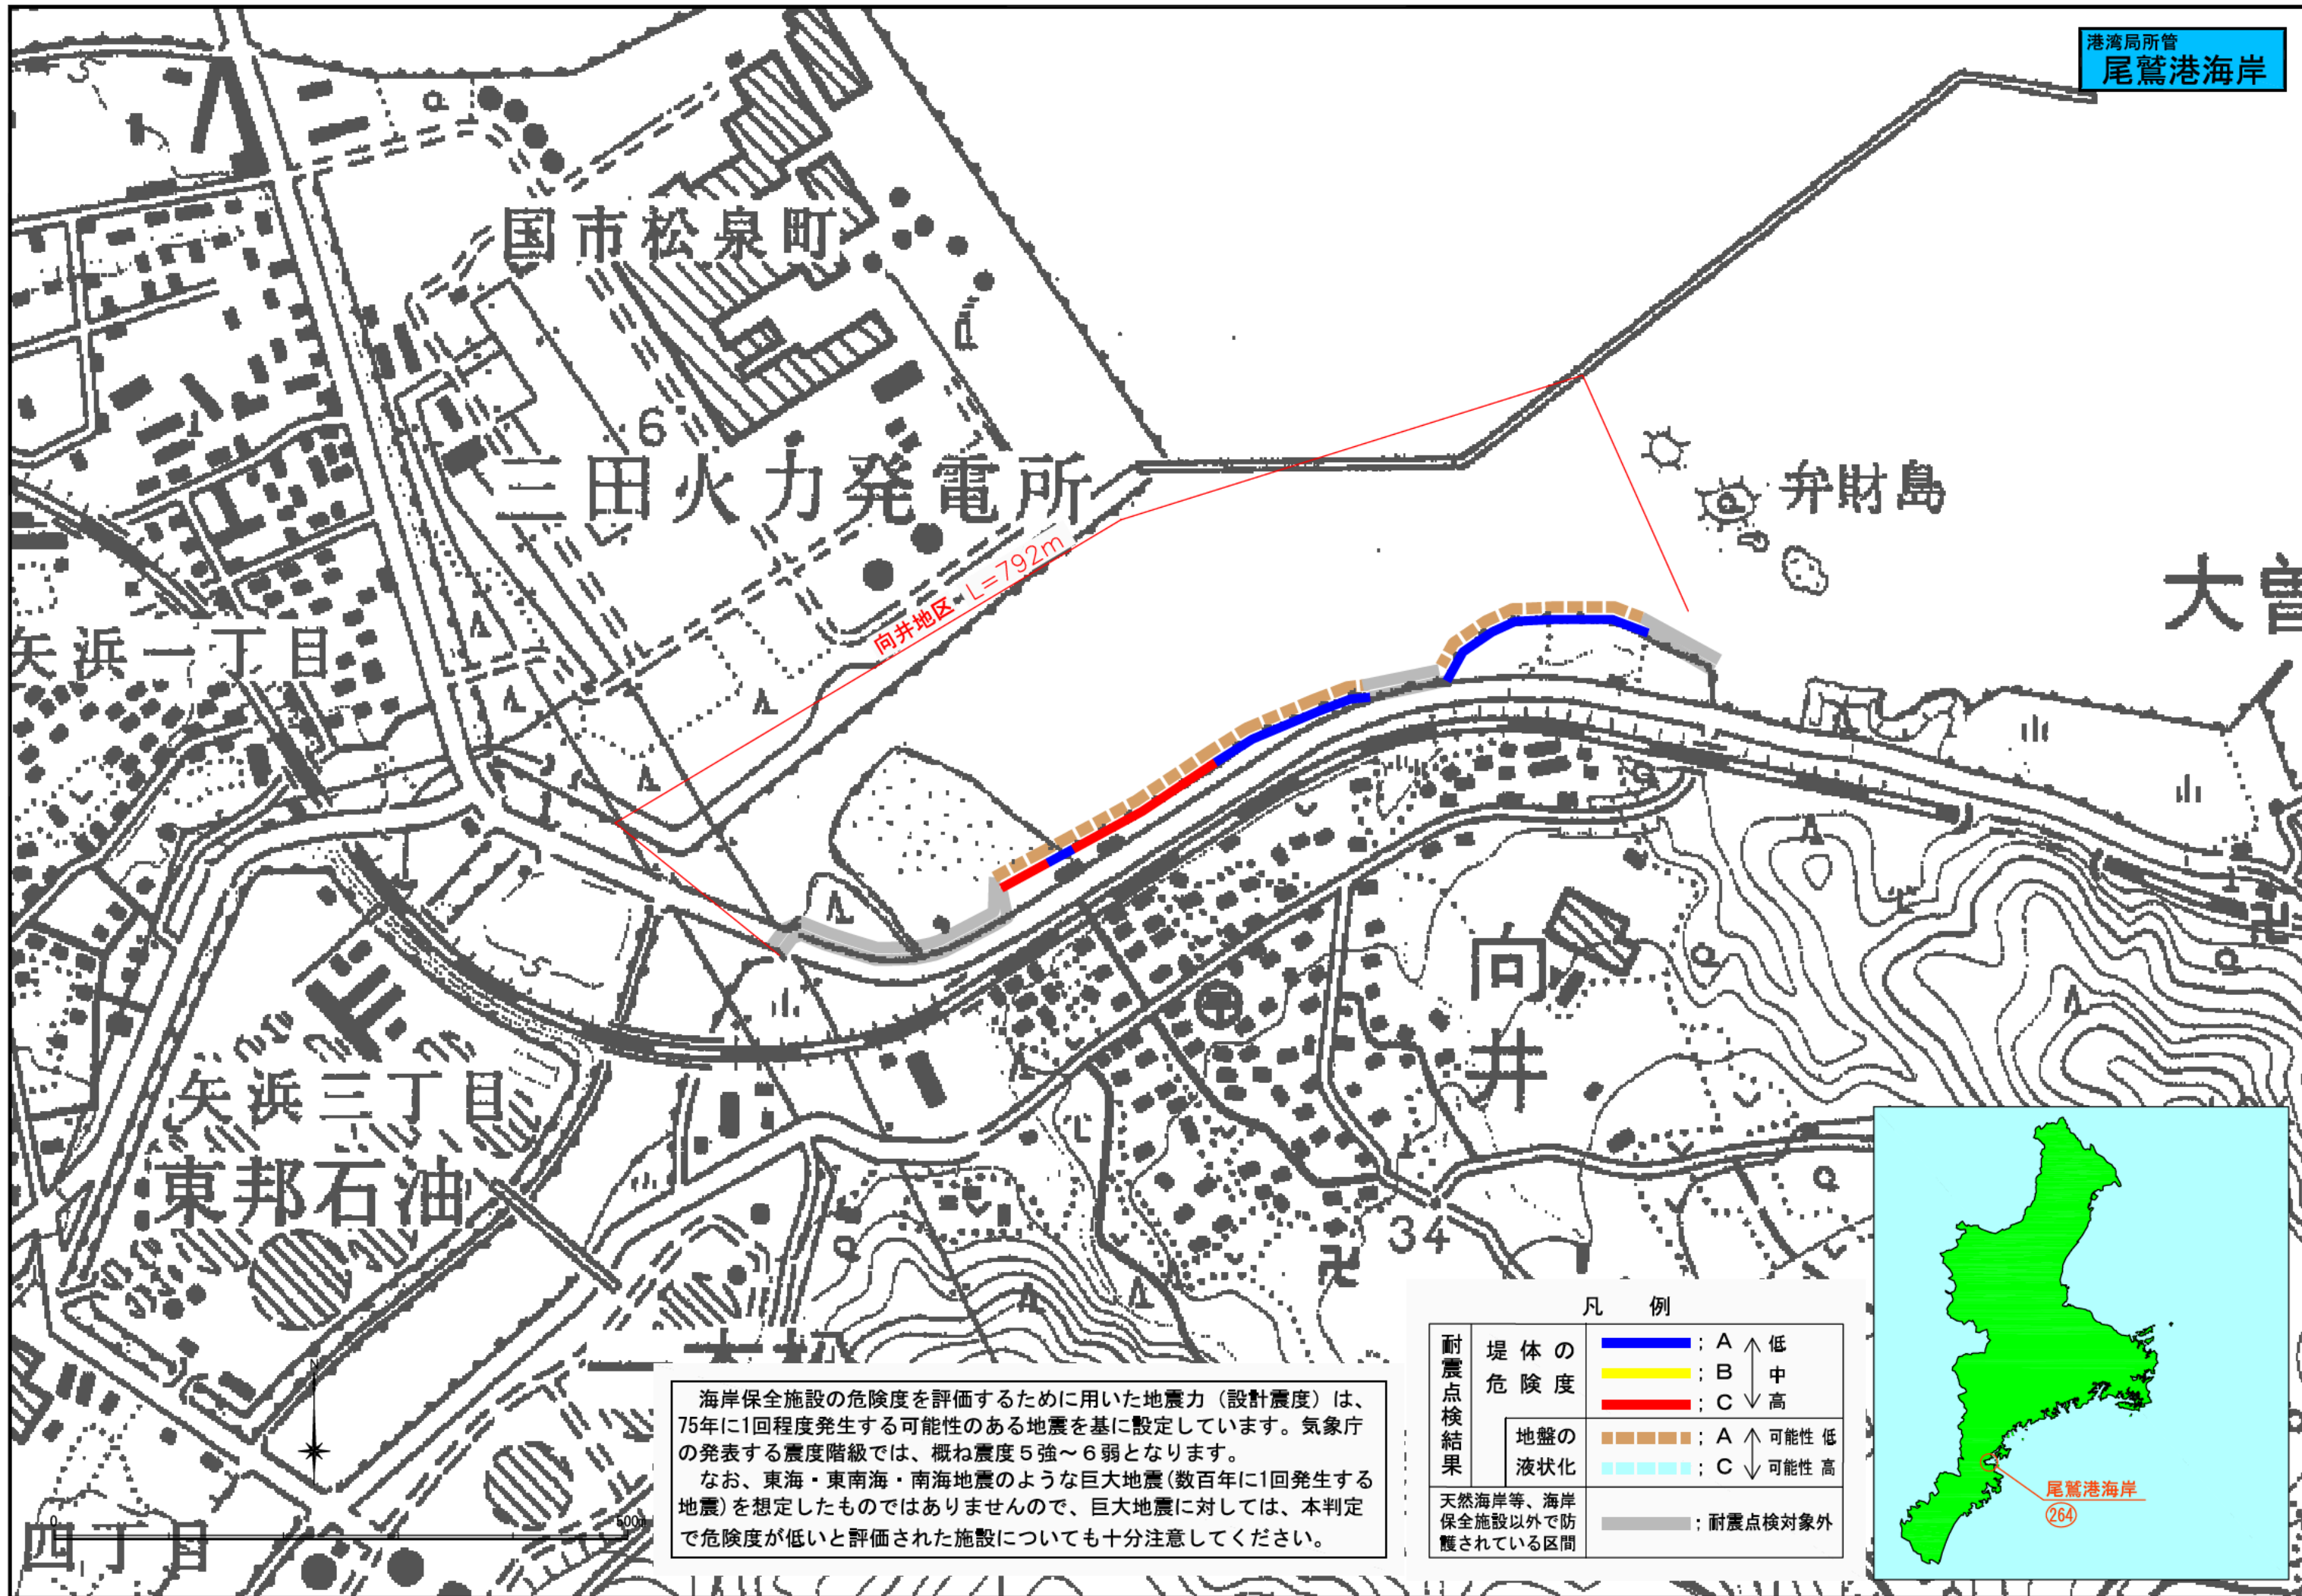 港湾局所管
尾鷲港海岸
国市松泉町
6
三田火力発電所
弁財島
大曽
向井地区 L=792m
矢浜一丁目
向井
矢浜三丁目
東邦石油
34
四丁目
N
0
500m
海岸保全施設の危険度を評価するために用いた地震力（設計震度）は、
75年に1回程度発生する可能性のある地震を基に設定しています。気象庁
の発表する震度階級では、概ね震度５強～６弱となります。
なお、東海・東南海・南海地震のような巨大地震(数百年に1回発生する
地震)を想定したものではありませんので、巨大地震に対しては、本判定
で危険度が低いと評価された施設についても十分注意してください。
凡 例
耐震点検結果
堤体の
危険度
; A 低
; B 中
; C 高
地盤の
液状化
; A 可能性 低
; C 可能性 高
天然海岸等、海岸
保全施設以外で防
護されている区間
; 耐震点検対象外
尾鷲港海岸
264